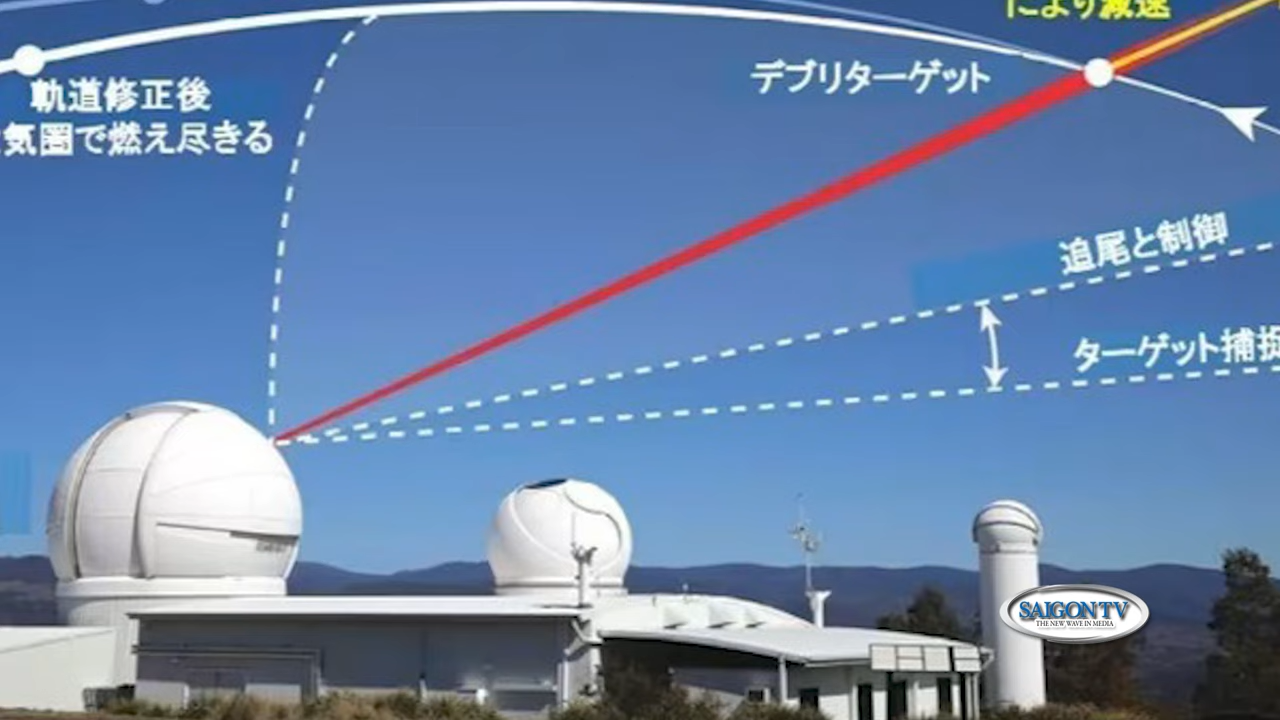 により減速
デブリターゲット
軌道修正後
気圏で燃え尽きる
追尾と制御
ターゲット捕捉
SAIGON TV
THE NEW WAVE IN MEDIA